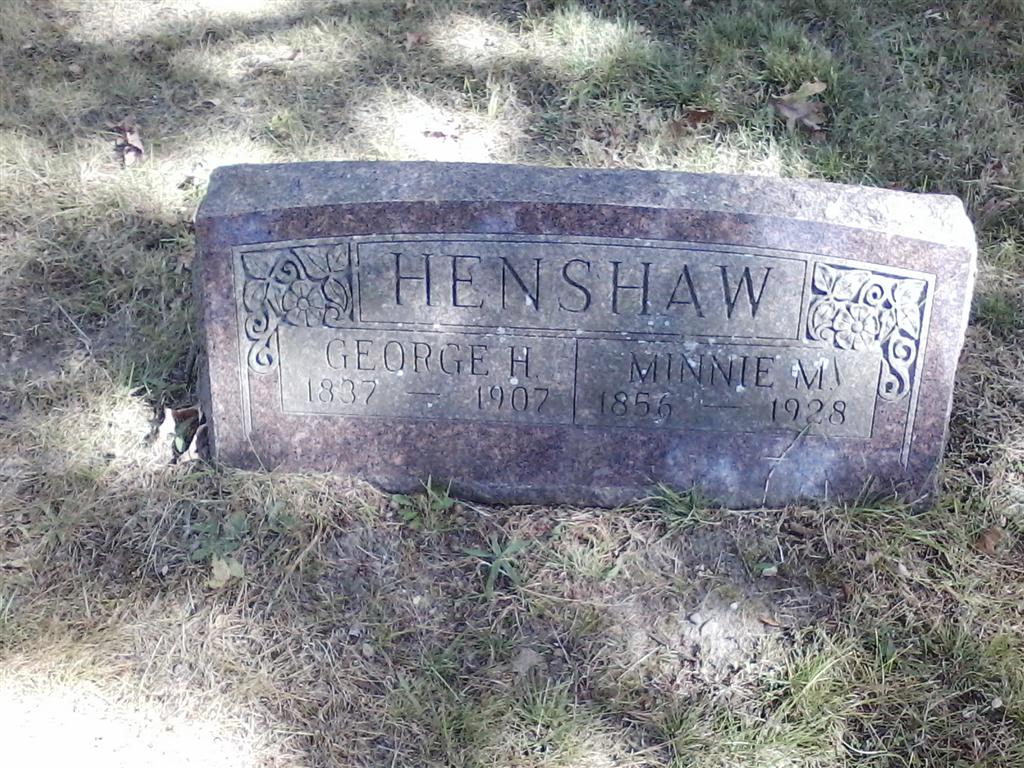 HENSHAW
GEORGE H. MINNIE M.
1837 — 1907 1856 — 1928